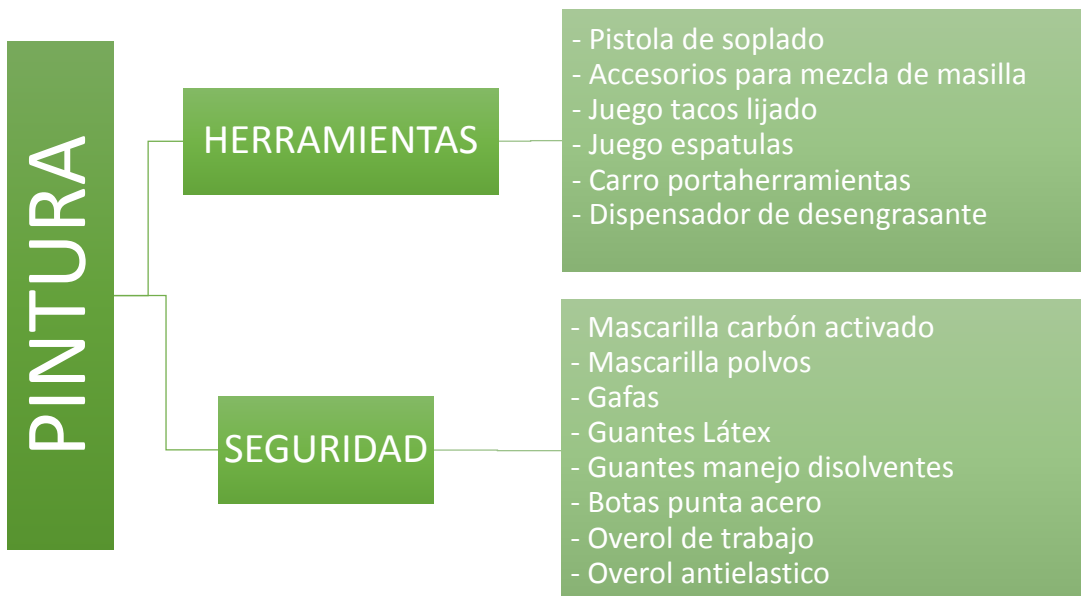 PINTURA
HERRAMIENTAS
- Pistola de soplado
- Accesorios para mezcla de masilla
- Juego tacos lijado
- Juego espatulas
- Carro portaherramientas
- Dispensador de desengrasante
SEGURIDAD
- Mascarilla carbón activado
- Mascarilla polvos
- Gafas
- Guantes Látex
- Guantes manejo disolventes
- Botas punta acero
- Overol de trabajo
- Overol antielastico